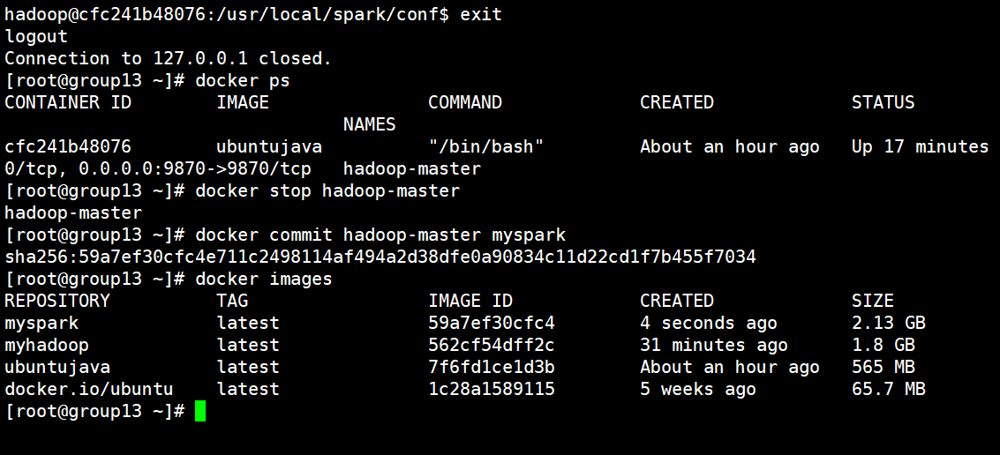 hadoop@cfc241b48076:/usr/local/spark/conf$ exit
logout
Connection to 127.0.0.1 closed.
[root@group13 ~]# docker ps
CONTAINER ID        IMAGE               COMMAND             CREATED             STATUS
                                NAMES
cfc241b48076        ubuntujava          "/bin/bash"         About an hour ago   Up 17 minutes
0/tcp, 0.0.0.0:9870->9870/tcp   hadoop-master
[root@group13 ~]# docker stop hadoop-master
hadoop-master
[root@group13 ~]# docker commit hadoop-master myspark
sha256:59a7ef30cfc4e711c2498114af494a2d38dfe0a90834c11d22cd1f7b455f7034
[root@group13 ~]# docker images
REPOSITORY          TAG                 IMAGE ID            CREATED             SIZE
myspark             latest              59a7ef30cfc4        4 seconds ago       2.13 GB
myhadoop            latest              562cf54dff2c        31 minutes ago      1.8 GB
ubuntujava          latest              7f6fd1ce1d3b        About an hour ago   565 MB
docker.io/ubuntu    latest              1c28a1589115        5 weeks ago         65.7 MB
[root@group13 ~]#